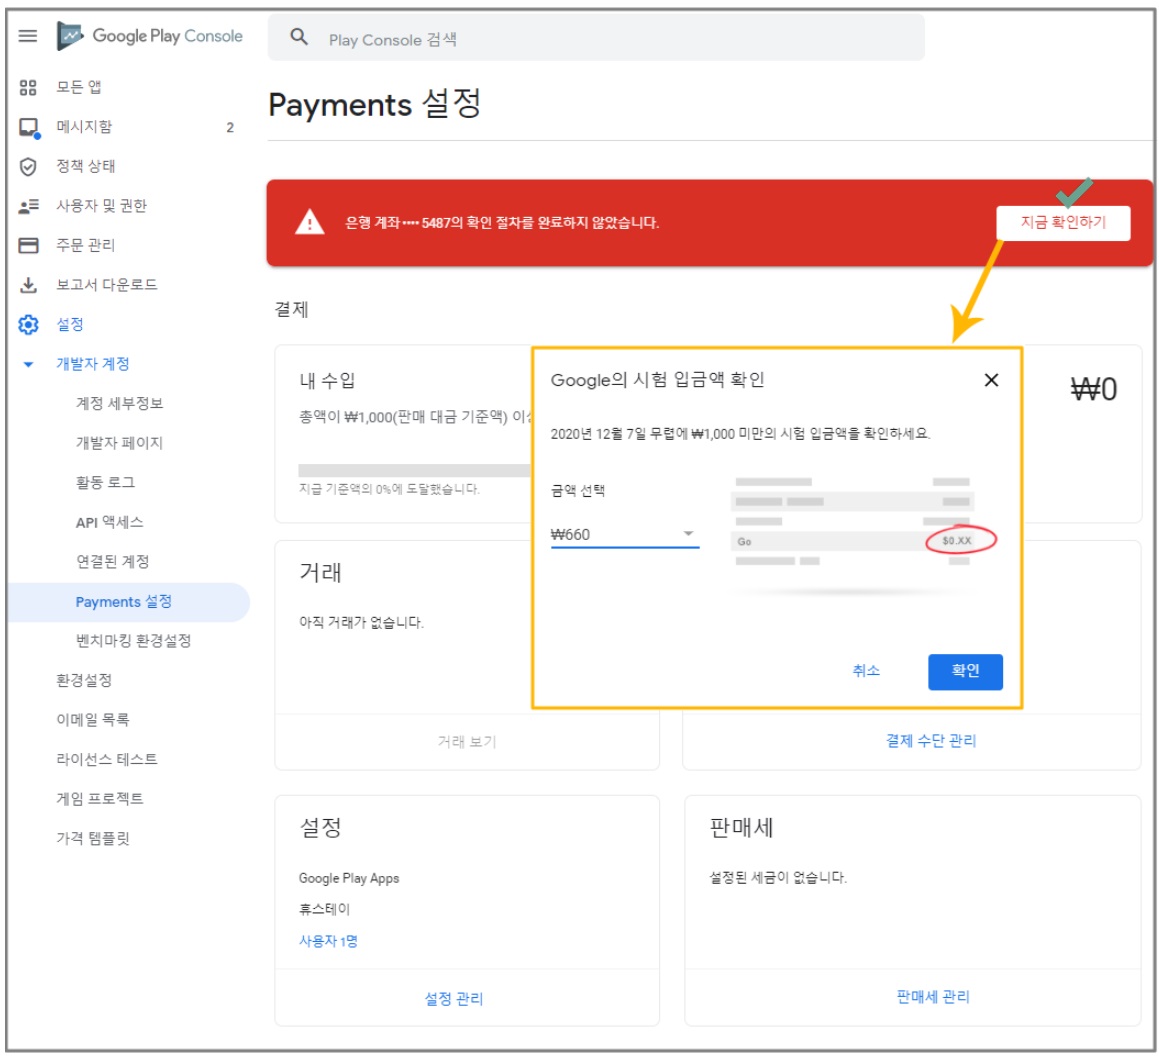 Google Play Console
Play Console 검색
모든 앱
메시지함 2
정책 상태
사용자 및 권한
주문 관리
보고서 다운로드
설정
개발자 계정
계정 세부정보
개발자 페이지
활동 로그
API 액세스
연결된 계정
Payments 설정
벤치마킹 환경설정
환경설정
이메일 목록
라이선스 테스트
게임 프로젝트
가격 템플릿
Payments 설정
은행 계좌 •••• 5487의 확인 절차를 완료하지 않았습니다.
지금 확인하기
결제
내 수입
₩0
총액이 ₩1,000(판매 대금 기준액)
지급 기준액의 0%에 도달했습니다.
Google의 시험 입금액 확인
2020년 12월 7일 무렵에 ₩1,000 미만의 시험 입금액을 확인하세요.
금액 선택
₩660
Go $0.XX
취소 확인
거래
아직 거래가 없습니다.
거래 보기
결제 수단 관리
설정
Google Play Apps
휴스테이
사용자 1명
설정 관리
판매세
설정된 세금이 없습니다.
판매세 관리